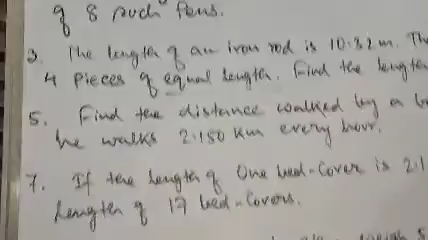 of 8 such pens.
3. The length of an iron rod is 10.32 m. The
4 pieces of equal length. Find the length
5. Find the distance walked by a
he walks 2.150 km every hour.
7. If the length of one bed-cover is 2.1
length of 17 bed-covers.